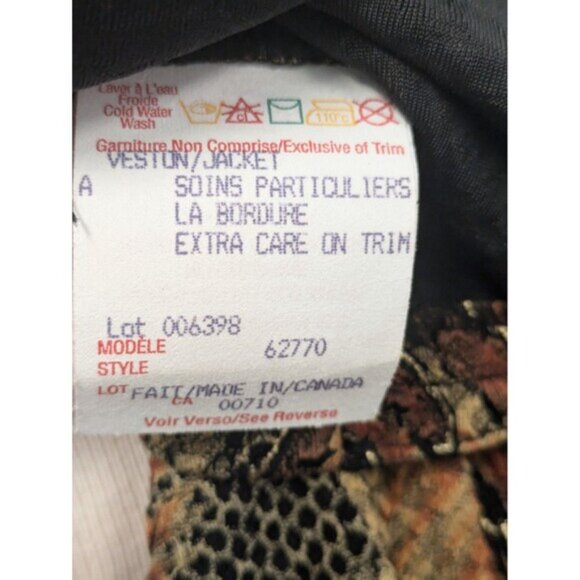 Laver à L'eau
Froide
Cold Water
Wash
cl 110°c
Garniture Non Comprise/Exclusive of Trim
VESTON/JACKET
A SOINS PARTICULIERS
LA BORDURE
EXTRA CARE ON TRIM
Lot 006398
MODÈLE 62770
STYLE
LOT FAIT/MADE IN/CANADA
CA 00710
Voir Verso/See Reverse